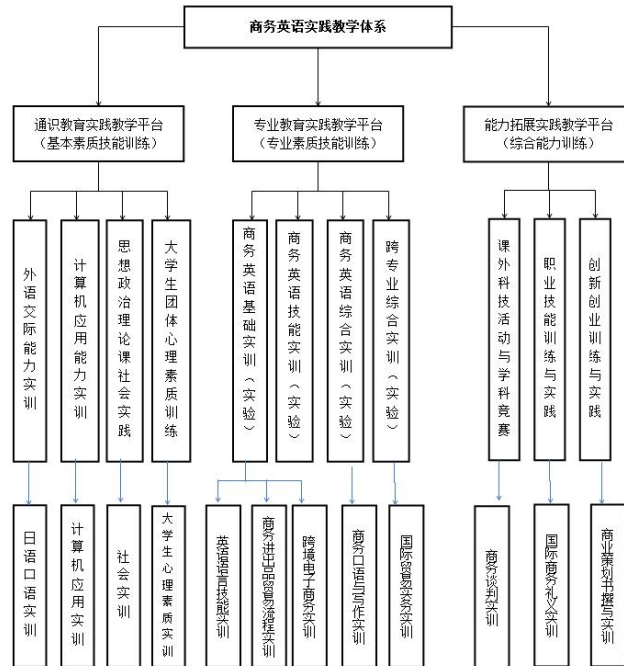 商务英语实践教学体系
通识教育实践教学平台
（基本素质技能训练）
专业教育实践教学平台
（专业素质技能训练）
能力拓展实践教学平台
（综合能力训练）
外语交际能力实训
计算机应用能力实训
思想政治理论课社会实践
大学生团体心理素质训练
商务英语基础实训（实验）
商务英语技能实训（实验）
商务英语综合实训（实验）
跨专业综合实训（实验）
课外科技活动与学科竞赛
职业技能训练与实践
创新创业训练与实践
日语口语实训
计算机应用实训
社会实训
大学生心理素质实训
英语语言技能实训
商务进出品贸易流程实训
跨境电子商务实训
商务口语与写作实训
国际贸易实务实训
商务谈判实训
国际商务礼义实训
商业策划书撰与实训